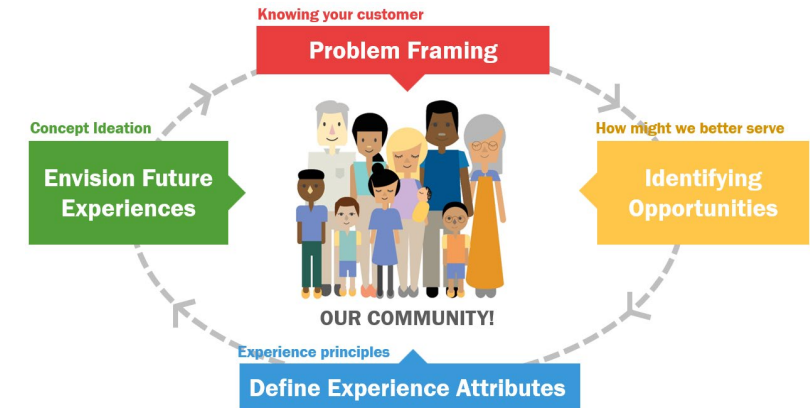 Knowing your customer
Problem Framing
Concept Ideation
Envision Future
Experiences
How might we better serve
Identifying
Opportunities
OUR COMMUNITY!
Experience principles
Define Experience Attributes